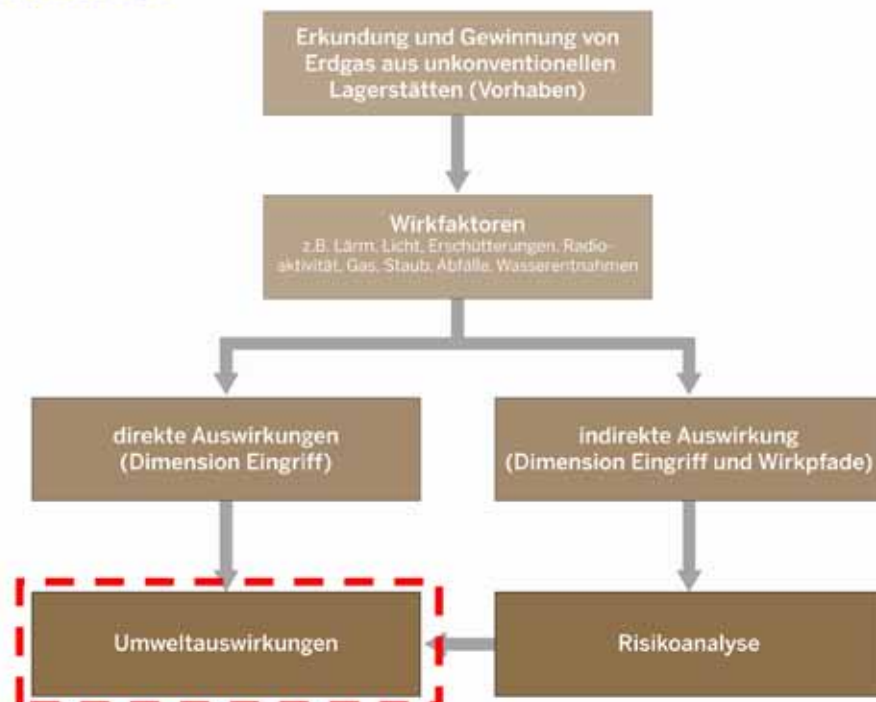 Erkundung und Gewinnung von
Erdgas aus unkonventionellen
Lagerstätten (Vorhaben)
Wirkfaktoren
z.B. Lärm, Licht, Erschütterungen, Radio-
aktivität, Gas, Staub, Abfälle, Wasserentnahmen
direkte Auswirkungen
(Dimension Eingriff)
indirekte Auswirkung
(Dimension Eingriff und Wirkpfade)
Umweltauswirkungen
Risikoanalyse